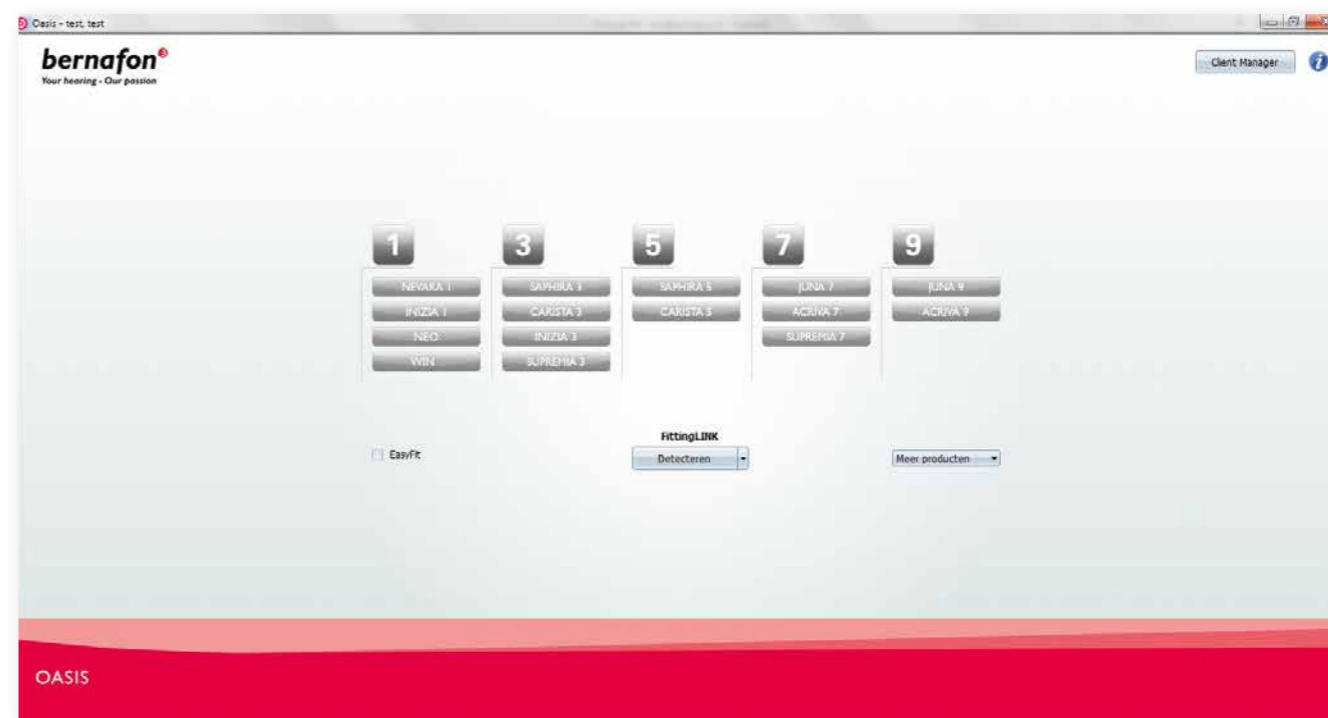 Oasis - test, test
bernafon
Your hearing - Our passion
Client Manager
i
1
3
5
7
9
NEVARA 1
SAPHIRA 3
SAPHIRA 5
JUNA 7
JUNA 9
INIZIA 1
CARISTA 3
CARISTA 5
ACRIVA 7
ACRIVA 9
NEO
INIZIA 3
SUPREMIA 7
WIN
SUPREMIA 3
FittingLINK
EasyFit
Detecteren
Meer producten
OASIS